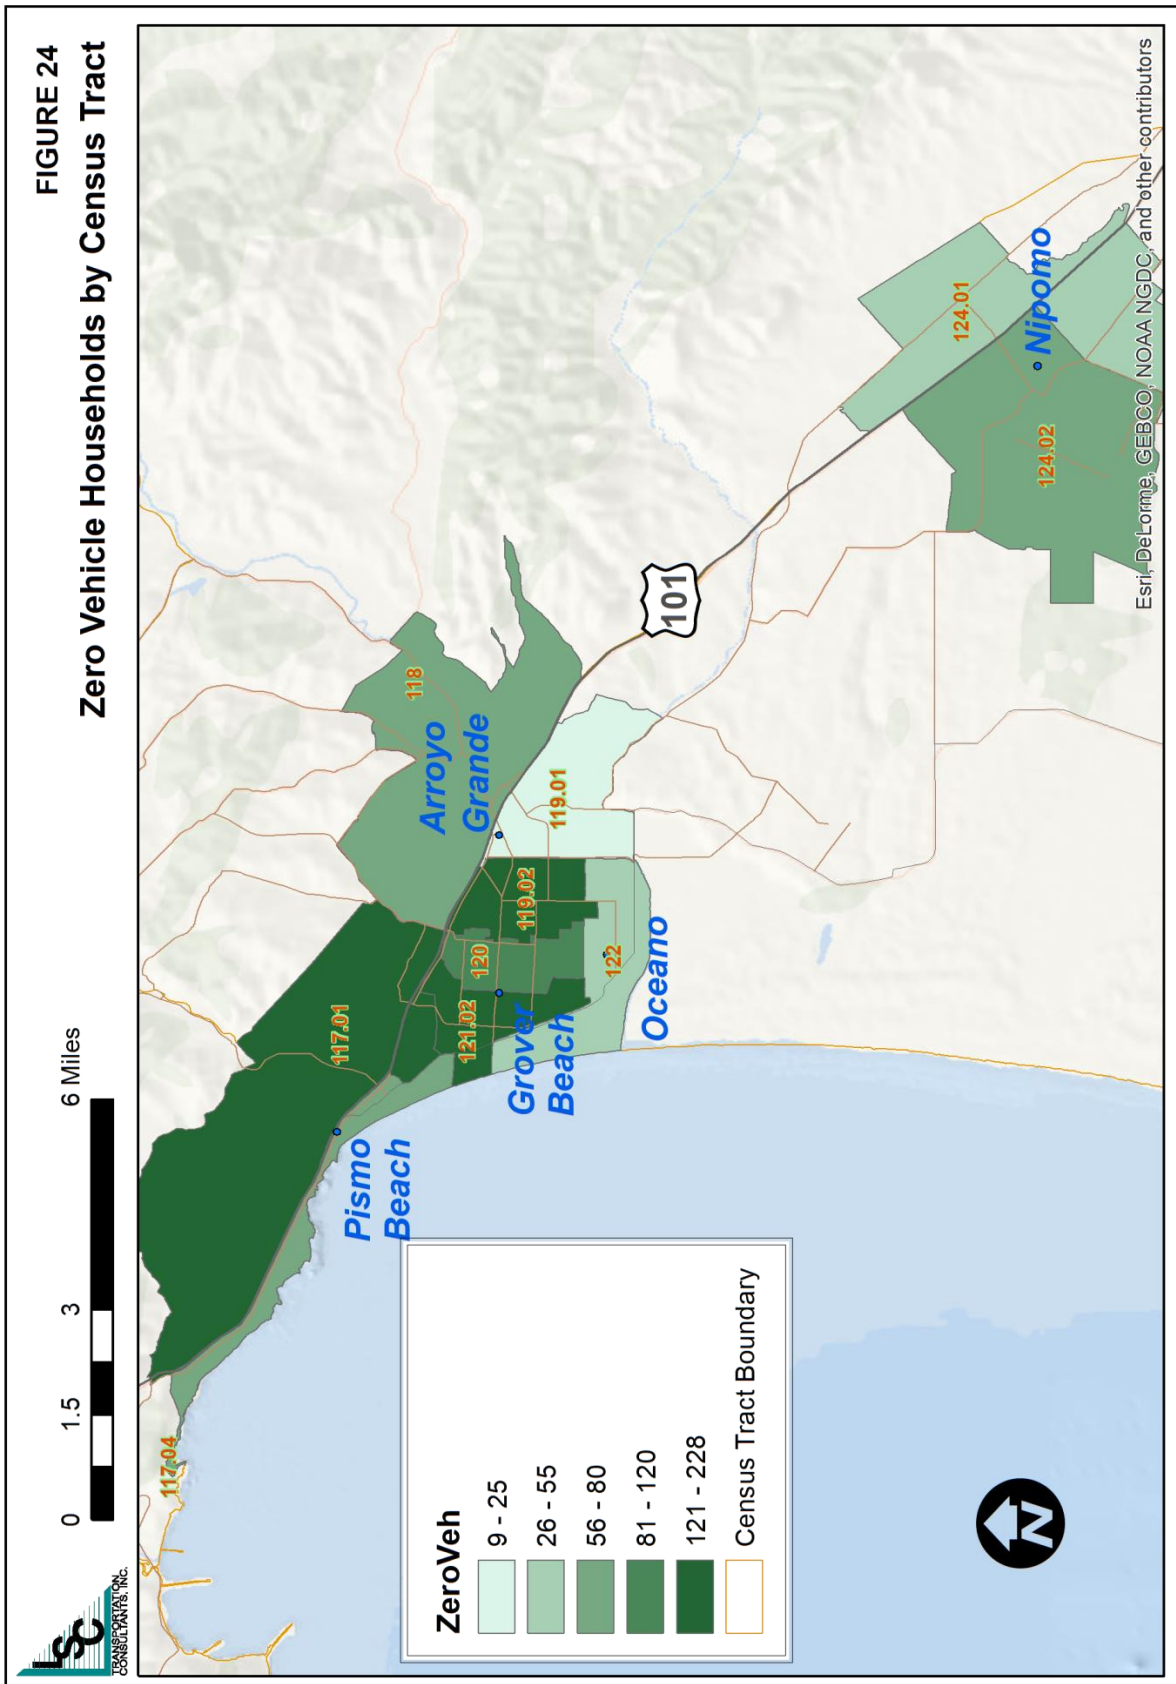 FIGURE 24
Zero Vehicle Households by Census Tract
LSC
TRANSPORTATION
CONSULTANTS, INC.
0
1.5
3
6 Miles
117.04
117.01
Pismo
Beach
118
Arroyo
Grande
121.02
120
119.02
119.01
Grover
Beach
122
Oceano
101
124.01
124.02
Nipomo
ZeroVeh
9 - 25
26 - 55
56 - 80
81 - 120
121 - 228
Census Tract Boundary
N
Esri, DeLorme, GEBCO, NOAA NGDC, and other contributors